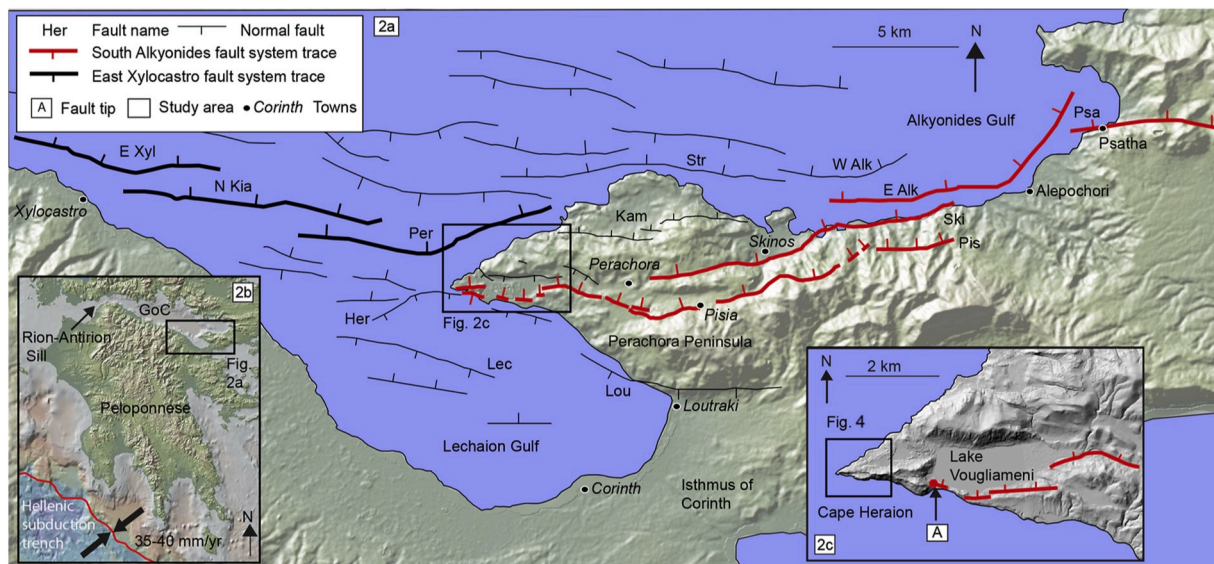 Her Fault name Normal fault
South Alkyonides fault system trace
East Xylocastro fault system trace
A Fault tip Study area Corinth Towns
2a
5 km
N
Alkyonides Gulf
Psa
Psatha
E Xyl
Str
W Alk
N Kia
E Alk
Alepochori
Xylocastro
Kam
Ski
Per
Skinos
Pis
Perachora
Her
Fig. 2c
Pisia
Perachora Peninsula
Lec
Lou
Loutraki
Lechaion Gulf
Corinth
Isthmus of
Corinth
2b
GoC
Rion-Antirion
Sill
Fig.
2a
Peloponnese
Hellenic
subduction
trench
N
35-40 mm/yr
N
2 km
Fig. 4
Lake
Vougliameni
Cape Heraion
A
2c